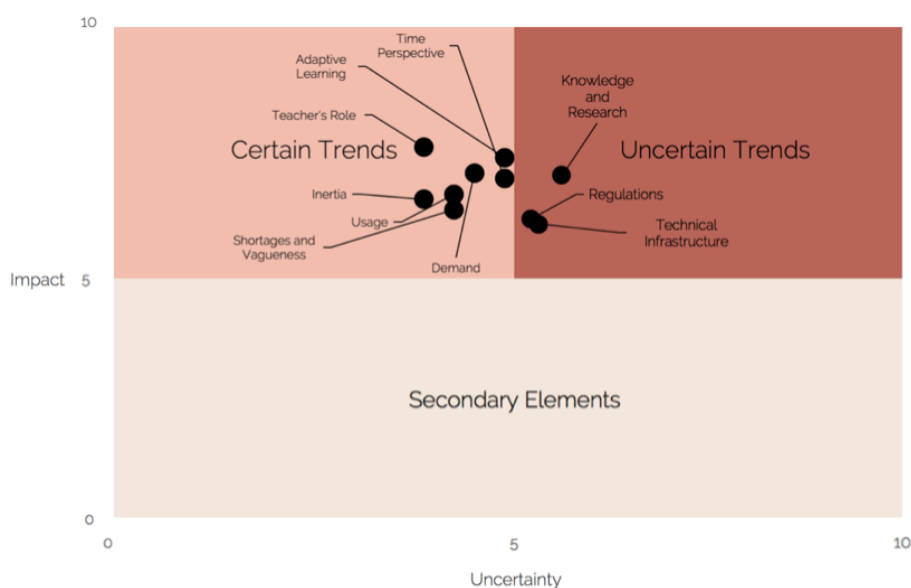 10
Time
Perspective
Adaptive
Learning
Knowledge
and
Research
Teacher's Role
Certain Trends
Uncertain Trends
Inertia
Regulations
Usage
Technical
Infrastructure
Shortages and
Vagueness
Demand
Impact
5
Secondary Elements
0
0
5
10
Uncertainty